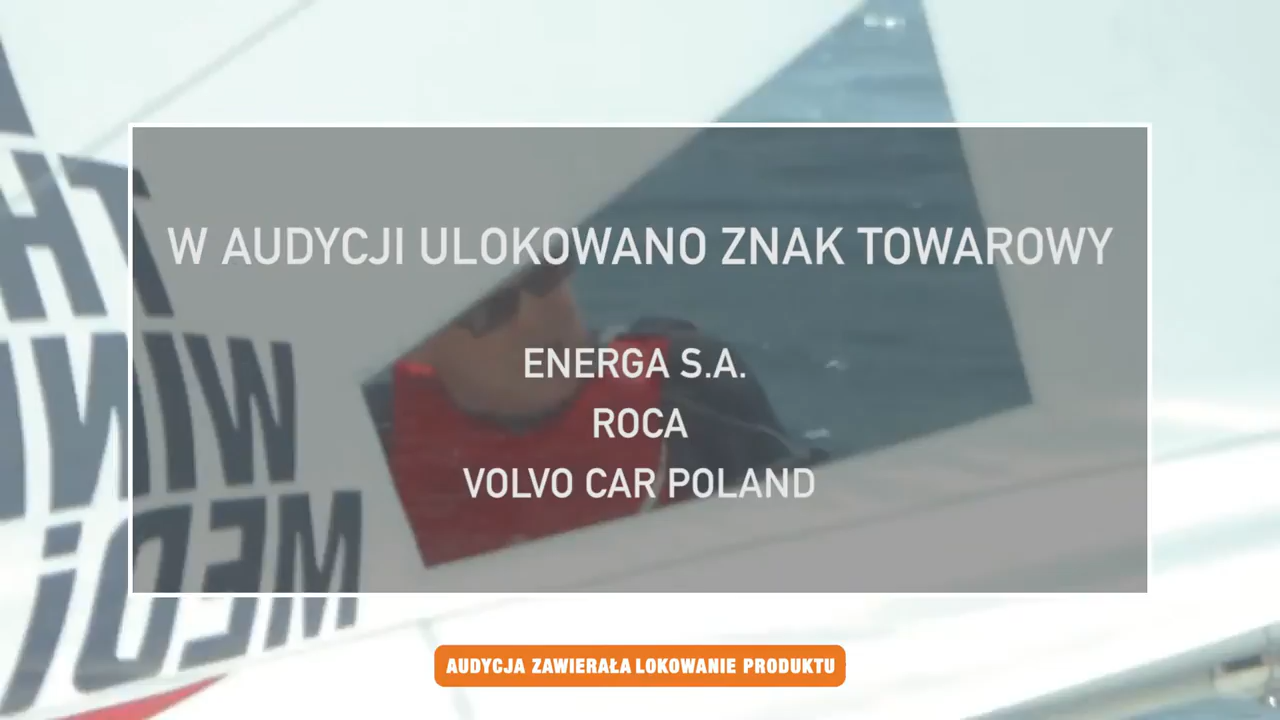 W AUDYCJI ULOKOWANO ZNAK TOWAROWY
ENERGA S.A.
ROCA
VOLVO CAR POLAND
AUDYCJA ZAWIERAŁA LOKOWANIE PRODUKTU